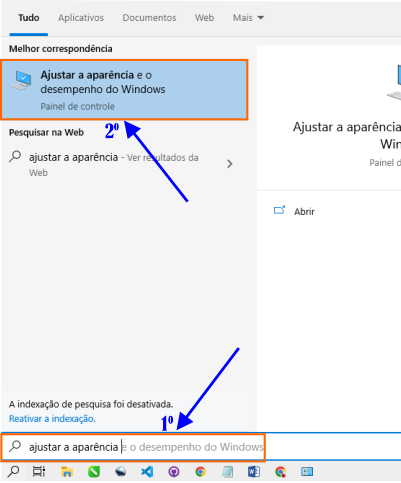 Tudo Aplicativos Documentos Web Mais
Melhor correspondência
Ajustar a aparência e o
desempenho do Windows
Painel de controle
Pesquisar na Web
2º
ajustar a aparência - Ver resultados da
Web
Ajustar a aparência
Win
Painel d
Abrir
A indexação de pesquisa foi desativada.
Reativar a indexação.
1º
ajustar a aparência e o desempenho do Windows